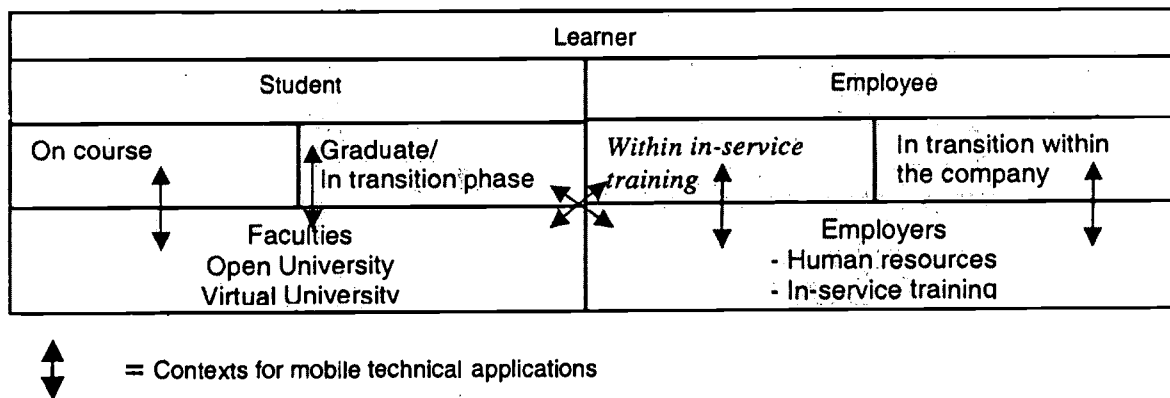 Learner
Student
Employee
On course
Graduate/
In transition phase
Within in-service
training
In transition within
the company
Faculties
Open University
Virtual University
Employers
- Human resources
- In-service training
= Contexts for mobile technical applications